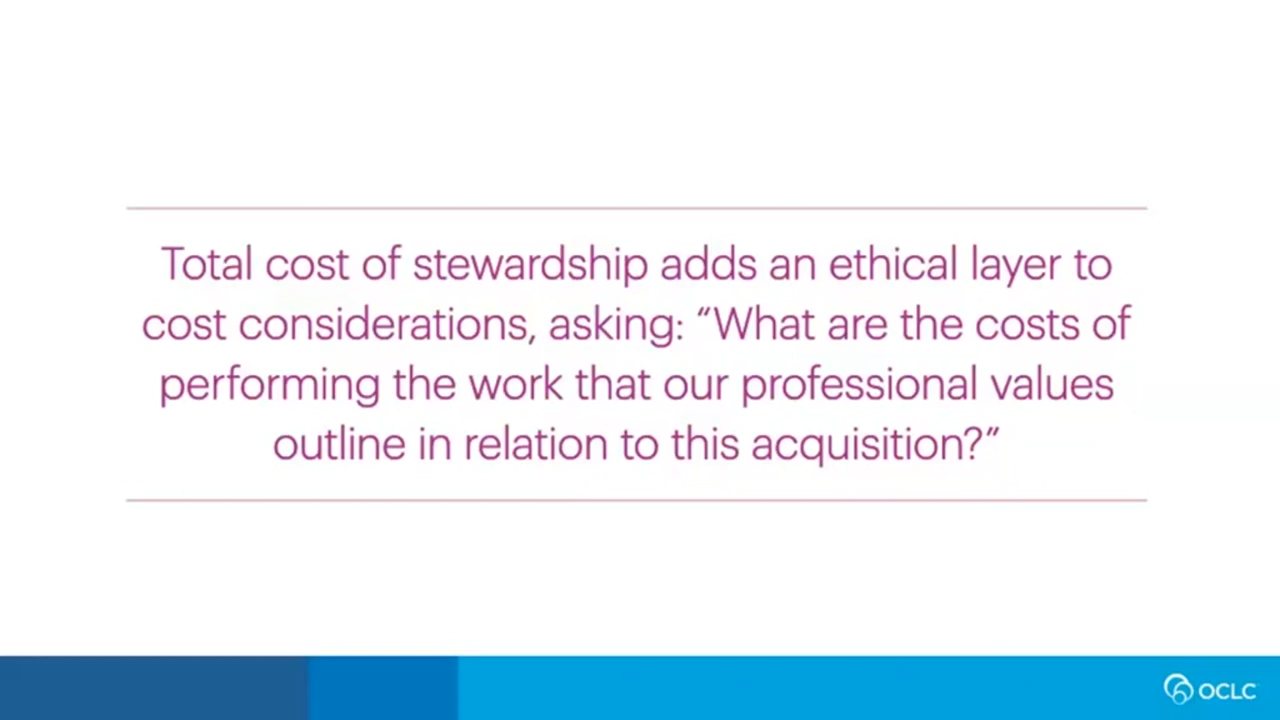 Total cost of stewardship adds an ethical layer to
cost considerations, asking: “What are the costs of
performing the work that our professional values
outline in relation to this acquisition?”
OCLC